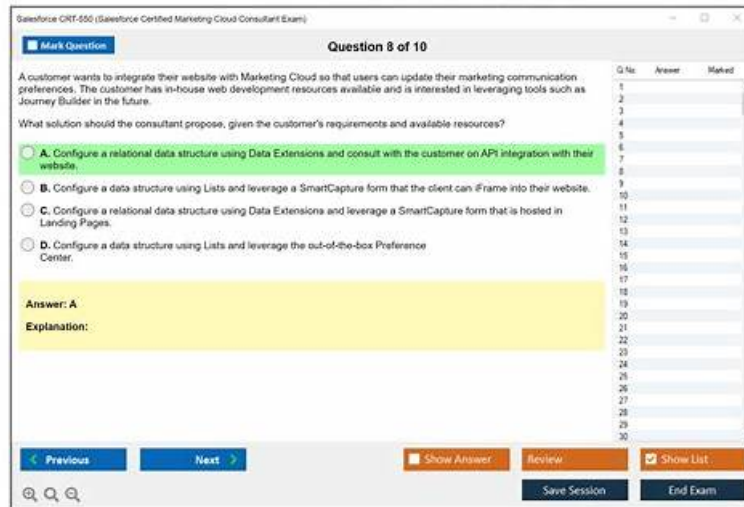 Salesforce CRT-550 (Salesforce Certified Marketing Cloud Consultant Exam)
Mark Question
Question 8 of 10
Q No. Answer Marked
A customer wants to integrate their website with Marketing Cloud so that users can update their marketing communication
preferences. The customer has in-house web development resources available and is interested in leveraging tools such as
Journey Builder in the future.
What solution should the consultant propose, given the customer's requirements and available resources?
A. Configure a relational data structure using Data Extensions and consult with the customer on API integration with their
website.
B. Configure a data structure using Lists and leverage a SmartCapture form that the client can iFrame into their website.
C. Configure a relational data structure using Data Extensions and leverage a SmartCapture form that is hosted in
Landing Pages.
D. Configure a data structure using Lists and leverage the out-of-the-box Preference
Center.
Answer: A
Explanation:
1
2
3
4
5
6
7
8
9
10
11
12
13
14
15
16
17
18
19
20
21
22
23
24
25
26
27
28
29
30
Previous
Next
Show Answer
Review
Show List
Save Session
End Exam